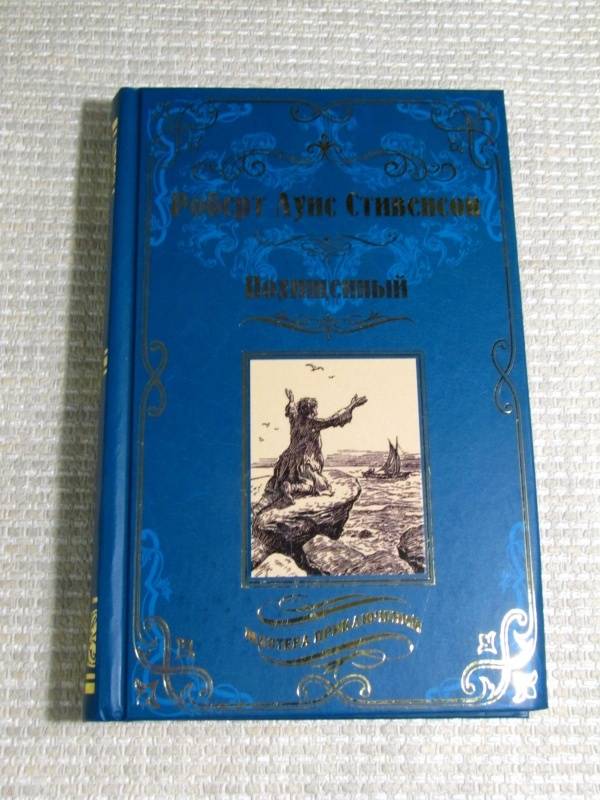 Роберт Луис Стивенсон
Похищенный
МАСТЕРА ПРИКЛЮЧЕНИЙ